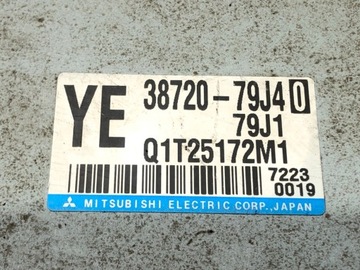 YE 38720-79J40
79J1
Q1T25172M1
7223
0019
MITSUBISHI ELECTRIC CORP., JAPAN